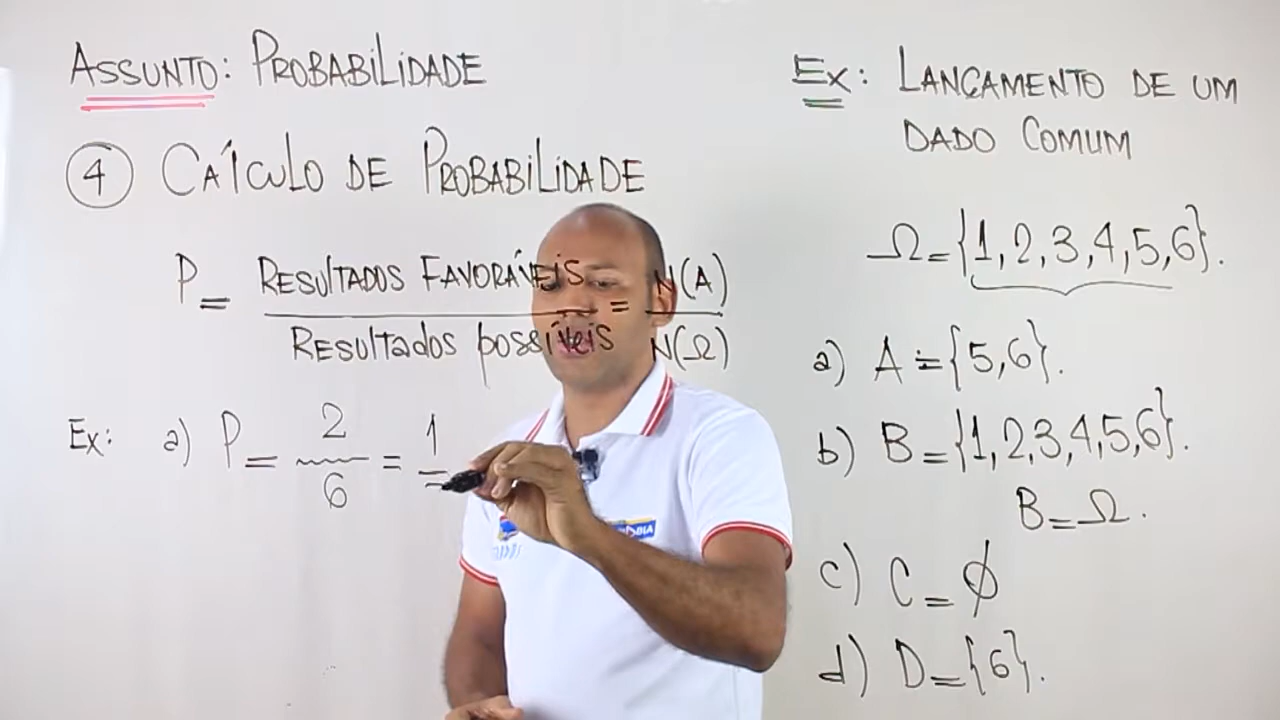 ASSUNTO: PROBABILIDADE
4 CÁLCULO DE PROBABILIDADE
P = RESULTADOS FAVORÁVEIS = N(A)
RESULTADOS POSSÍVEIS N(Ω)
Ex: a) P = 2/6 = 1
Ex: LANÇAMENTO DE UM
DADO COMUM
Ω = {1,2,3,4,5,6}.
a) A = {5,6}.
b) B = {1,2,3,4,5,6}.
B = Ω.
c) C = ∅
d) D = {6}.